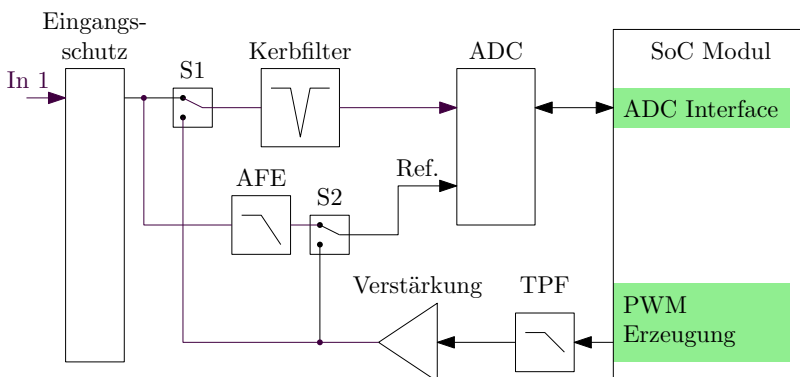 Eingangs-
schutz
In 1
S1
Kerbfilter
ADC
SoC Modul
ADC Interface
AFE
S2
Ref.
Verstärkung
TPF
PWM
Erzeugung